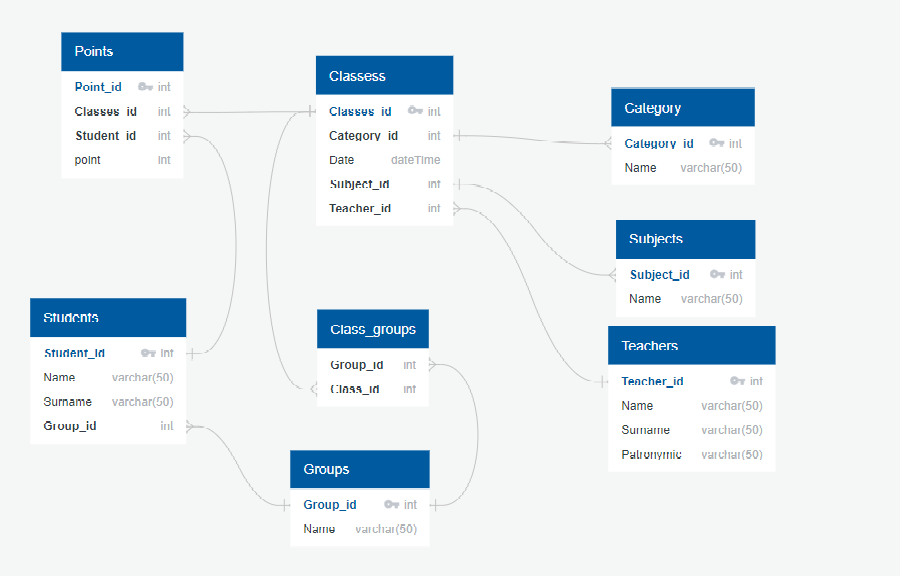 Points
Point_id int
Classes_id int
Student_id int
point int
Classess
Classes_id int
Category_id int
Date dateTime
Subject_id int
Teacher_id int
Category
Category_id int
Name varchar(50)
Subjects
Subject_id int
Name varchar(50)
Students
Student_id int
Name varchar(50)
Surname varchar(50)
Group_id int
Class_groups
Group_id int
Class_id int
Teachers
Teacher_id int
Name varchar(50)
Surname varchar(50)
Patronymic varchar(50)
Groups
Group_id int
Name varchar(50)